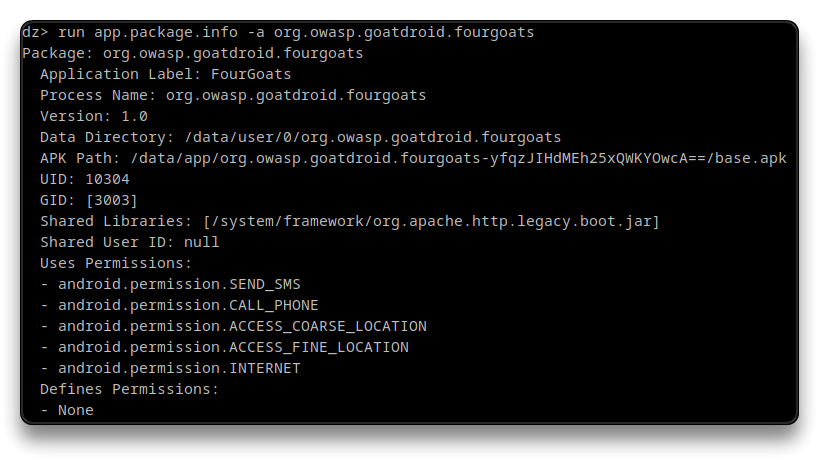 dz> run app.package.info -a org.owasp.goatdroid.fourgoats
Package: org.owasp.goatdroid.fourgoats
  Application Label: FourGoats
  Process Name: org.owasp.goatdroid.fourgoats
  Version: 1.0
  Data Directory: /data/user/0/org.owasp.goatdroid.fourgoats
  APK Path: /data/app/org.owasp.goatdroid.fourgoats-yfqzJIHdMEh25xQWKYOwcA==/base.apk
  UID: 10304
  GID: [3003]
  Shared Libraries: [/system/framework/org.apache.http.legacy.boot.jar]
  Shared User ID: null
  Uses Permissions:
  - android.permission.SEND_SMS
  - android.permission.CALL_PHONE
  - android.permission.ACCESS_COARSE_LOCATION
  - android.permission.ACCESS_FINE_LOCATION
  - android.permission.INTERNET
  Defines Permissions:
  - None